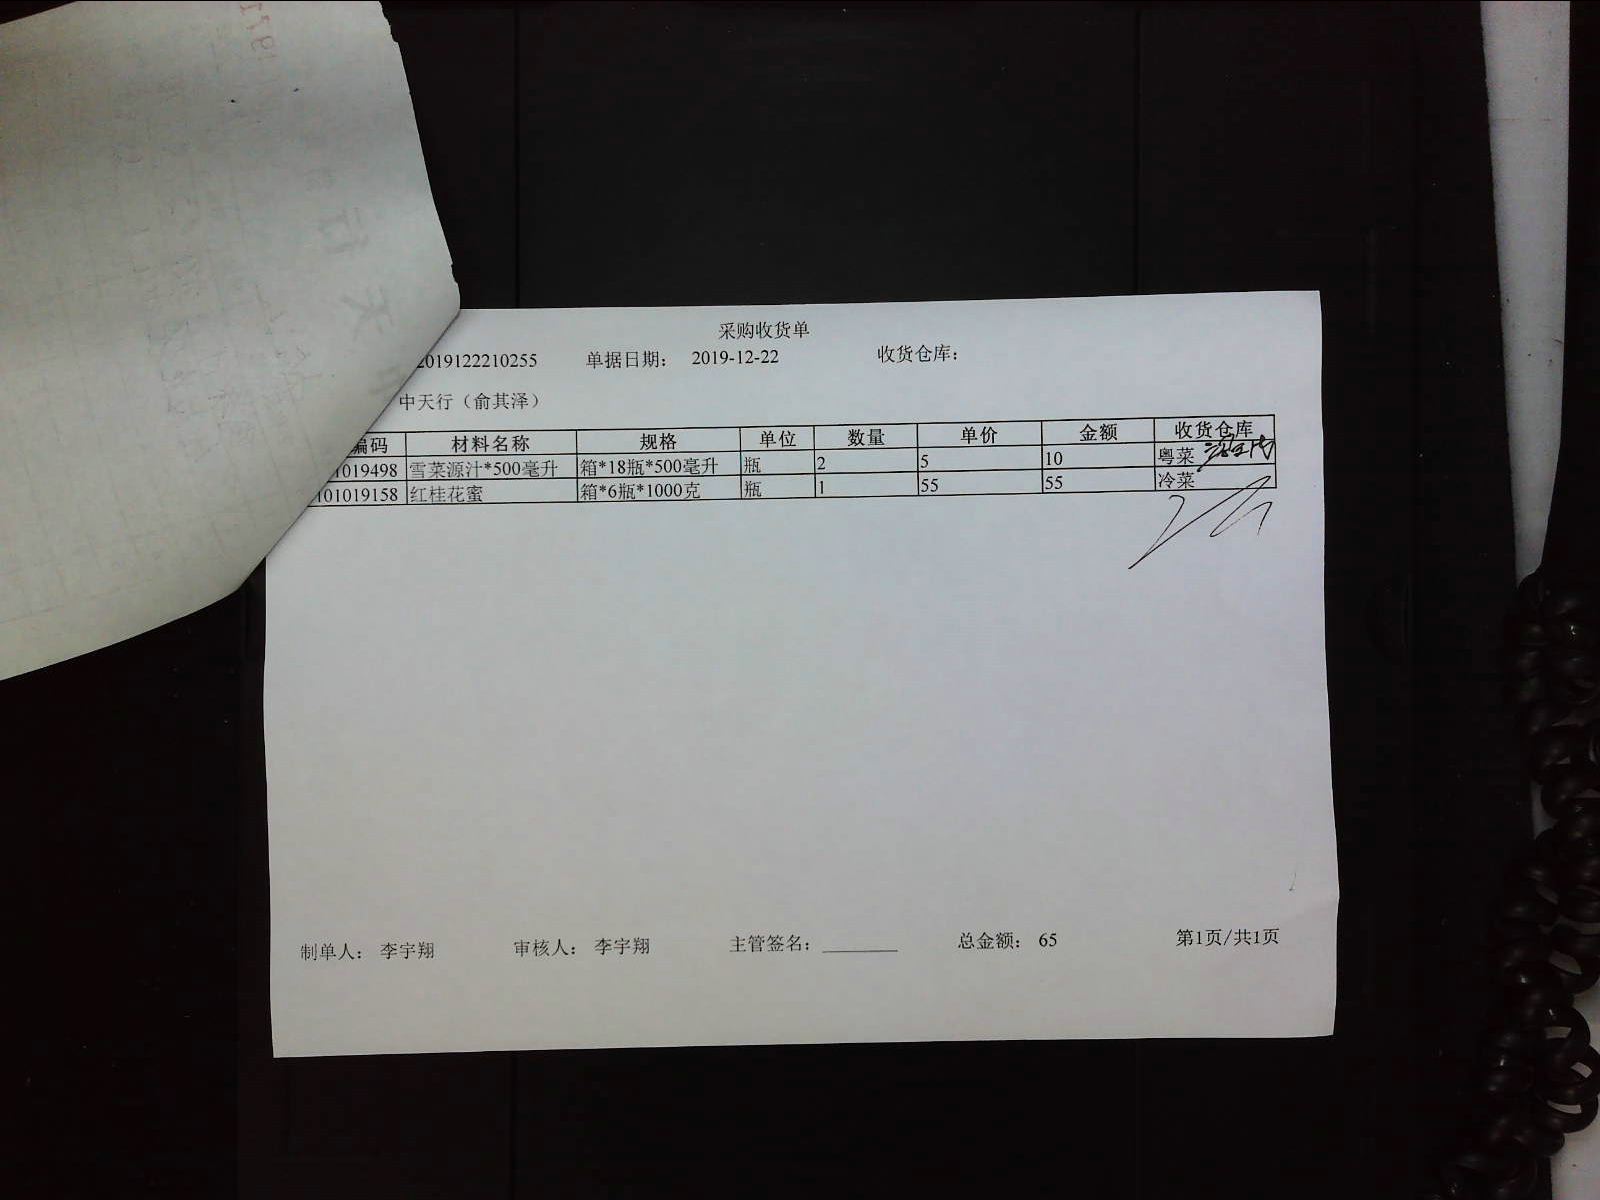 采购收货单
2019122210255 单据日期： 2019-12-22 收货仓库：
中天行（俞其泽）
编码 材料名称 规格 单位 数量 单价 金额 收货仓库
1019498 雪菜源汁*500毫升 箱*18瓶*500毫升 瓶 2 5 10 粤菜
101019158 红桂花蜜 箱*6瓶*1000克 瓶 1 55 55 冷菜
制单人： 李宇翔 审核人： 李宇翔 主管签名： 总金额： 65 第1页/共1页